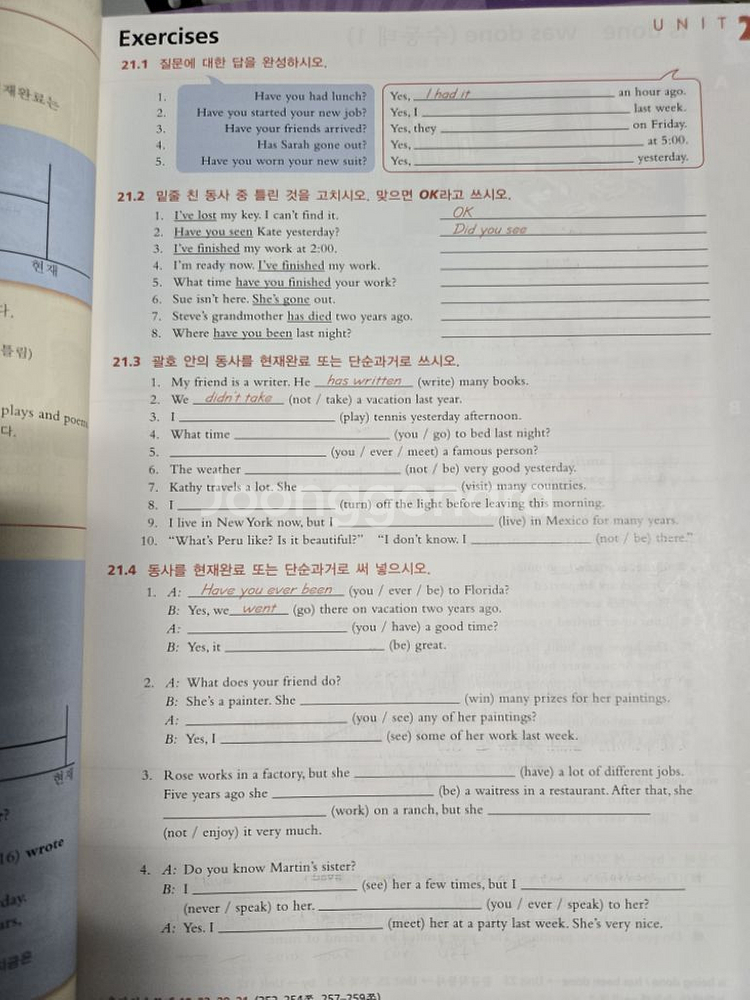 UNIT 2
Exercises
21.1 질문에 대한 답을 완성하시오.
1. Have you had lunch? Yes, I had it an hour ago.
2. Have you started your new job? Yes, I last week.
3. Have your friends arrived? Yes, they on Friday.
4. Has Sarah gone out? Yes, at 5:00.
5. Have you worn your new suit? Yes, yesterday.
21.2 밑줄 친 동사 중 틀린 것을 고치시오. 맞으면 OK라고 쓰시오.
1. I've lost my key. I can't find it. OK
2. Have you seen Kate yesterday? Did you see
3. I've finished my work at 2:00.
4. I'm ready now. I've finished my work.
5. What time have you finished your work?
6. Sue isn't here. She's gone out.
7. Steve's grandmother has died two years ago.
8. Where have you been last night?
21.3 괄호 안의 동사를 현재완료 또는 단순과거로 쓰시오.
1. My friend is a writer. He has written (write) many books.
2. We didn't take (not / take) a vacation last year.
3. I (play) tennis yesterday afternoon.
4. What time (you / go) to bed last night?
5. (you / ever / meet) a famous person?
6. The weather (not / be) very good yesterday.
7. Kathy travels a lot. She (visit) many countries.
8. I (turn) off the light before leaving this morning.
9. I live in New York now, but I (live) in Mexico for many years.
10. "What's Peru like? Is it beautiful?" "I don't know. I (not / be) there."
21.4 동사를 현재완료 또는 단순과거로 써 넣으시오.
1. A: Have you ever been (you / ever / be) to Florida?
B: Yes, we went (go) there on vacation two years ago.
A: (you / have) a good time?
B: Yes, it (be) great.
2. A: What does your friend do?
B: She's a painter. She (win) many prizes for her paintings.
A: (you / see) any of her paintings?
B: Yes, I (see) some of her work last week.
3. Rose works in a factory, but she (have) a lot of different jobs.
Five years ago she (be) a waitress in a restaurant. After that, she
(work) on a ranch, but she
(not / enjoy) it very much.
4. A: Do you know Martin's sister?
B: I (see) her a few times, but I
(never / speak) to her. (you / ever / speak) to her?
A: Yes. I (meet) her at a party last week. She's very nice.
재완료는
현재
다.
틀림)
plays and poems
다.
현재
16) wrote
day.